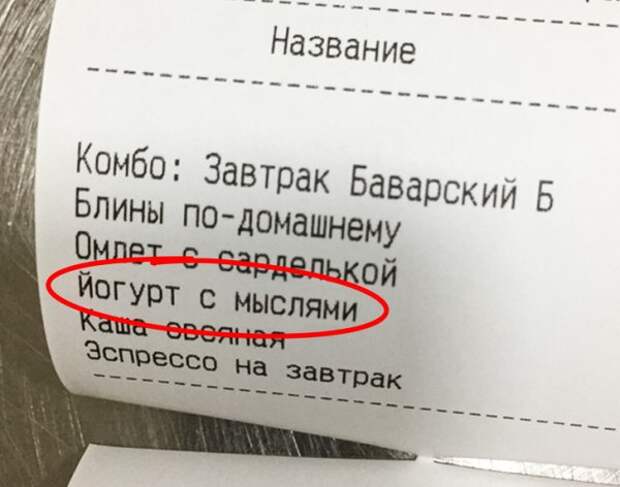 Название
Комбо: Завтрак Баварский Б
Блины по-домашнему
Омлет с сарделькой
йогурт с мыслями
Каша овсяная
Эспрессо на завтрак